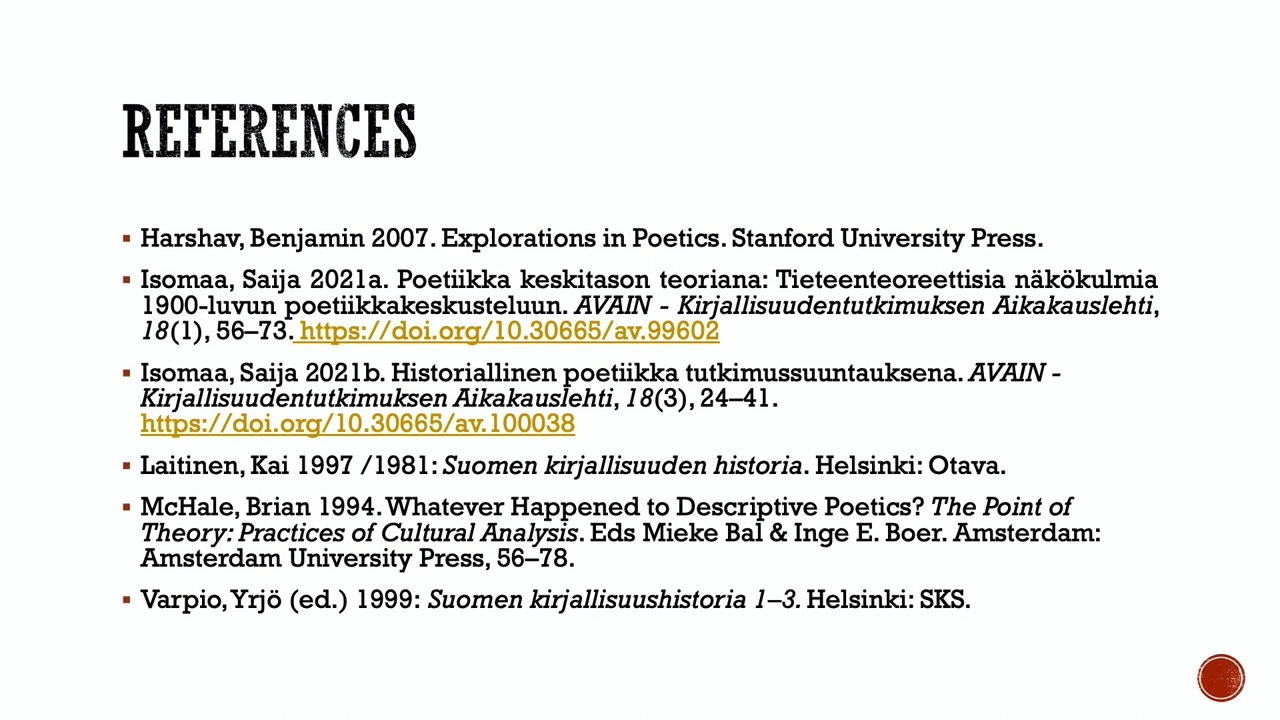 REFERENCES
Harshav, Benjamin 2007. Explorations in Poetics. Stanford University Press.
Isomaa, Saija 2021a. Poetiikka keskitason teoriana: Tieteenteoreettisia näkökulmia
1900-luvun poetiikkakeskusteluun. AVAIN - Kirjallisuudentutkimuksen Aikakauslehti,
18(1), 56–73. https://doi.org/10.30665/av.99602
Isomaa, Saija 2021b. Historiallinen poetiikka tutkimussuuntauksena. AVAIN -
Kirjallisuudentutkimuksen Aikakauslehti, 18(3), 24–41.
https://doi.org/10.30665/av.100038
Laitinen, Kai 1997 /1981: Suomen kirjallisuuden historia. Helsinki: Otava.
McHale, Brian 1994. Whatever Happened to Descriptive Poetics? The Point of
Theory: Practices of Cultural Analysis. Eds Mieke Bal & Inge E. Boer. Amsterdam:
Amsterdam University Press, 56–78.
Varpio, Yrjö (ed.) 1999: Suomen kirjallisuushistoria 1–3. Helsinki: SKS.